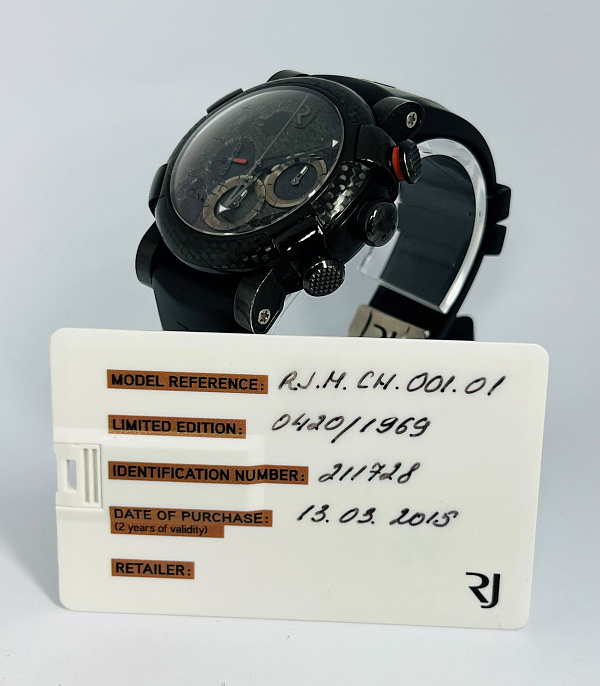 RJ
MODEL REFERENCE: RJ.M.CH.001.01
LIMITED EDITION: 0420/1969
IDENTIFICATION NUMBER: 211728
DATE OF PURCHASE: 13.03.2015
(2 years of validity)
RETAILER:
RJ